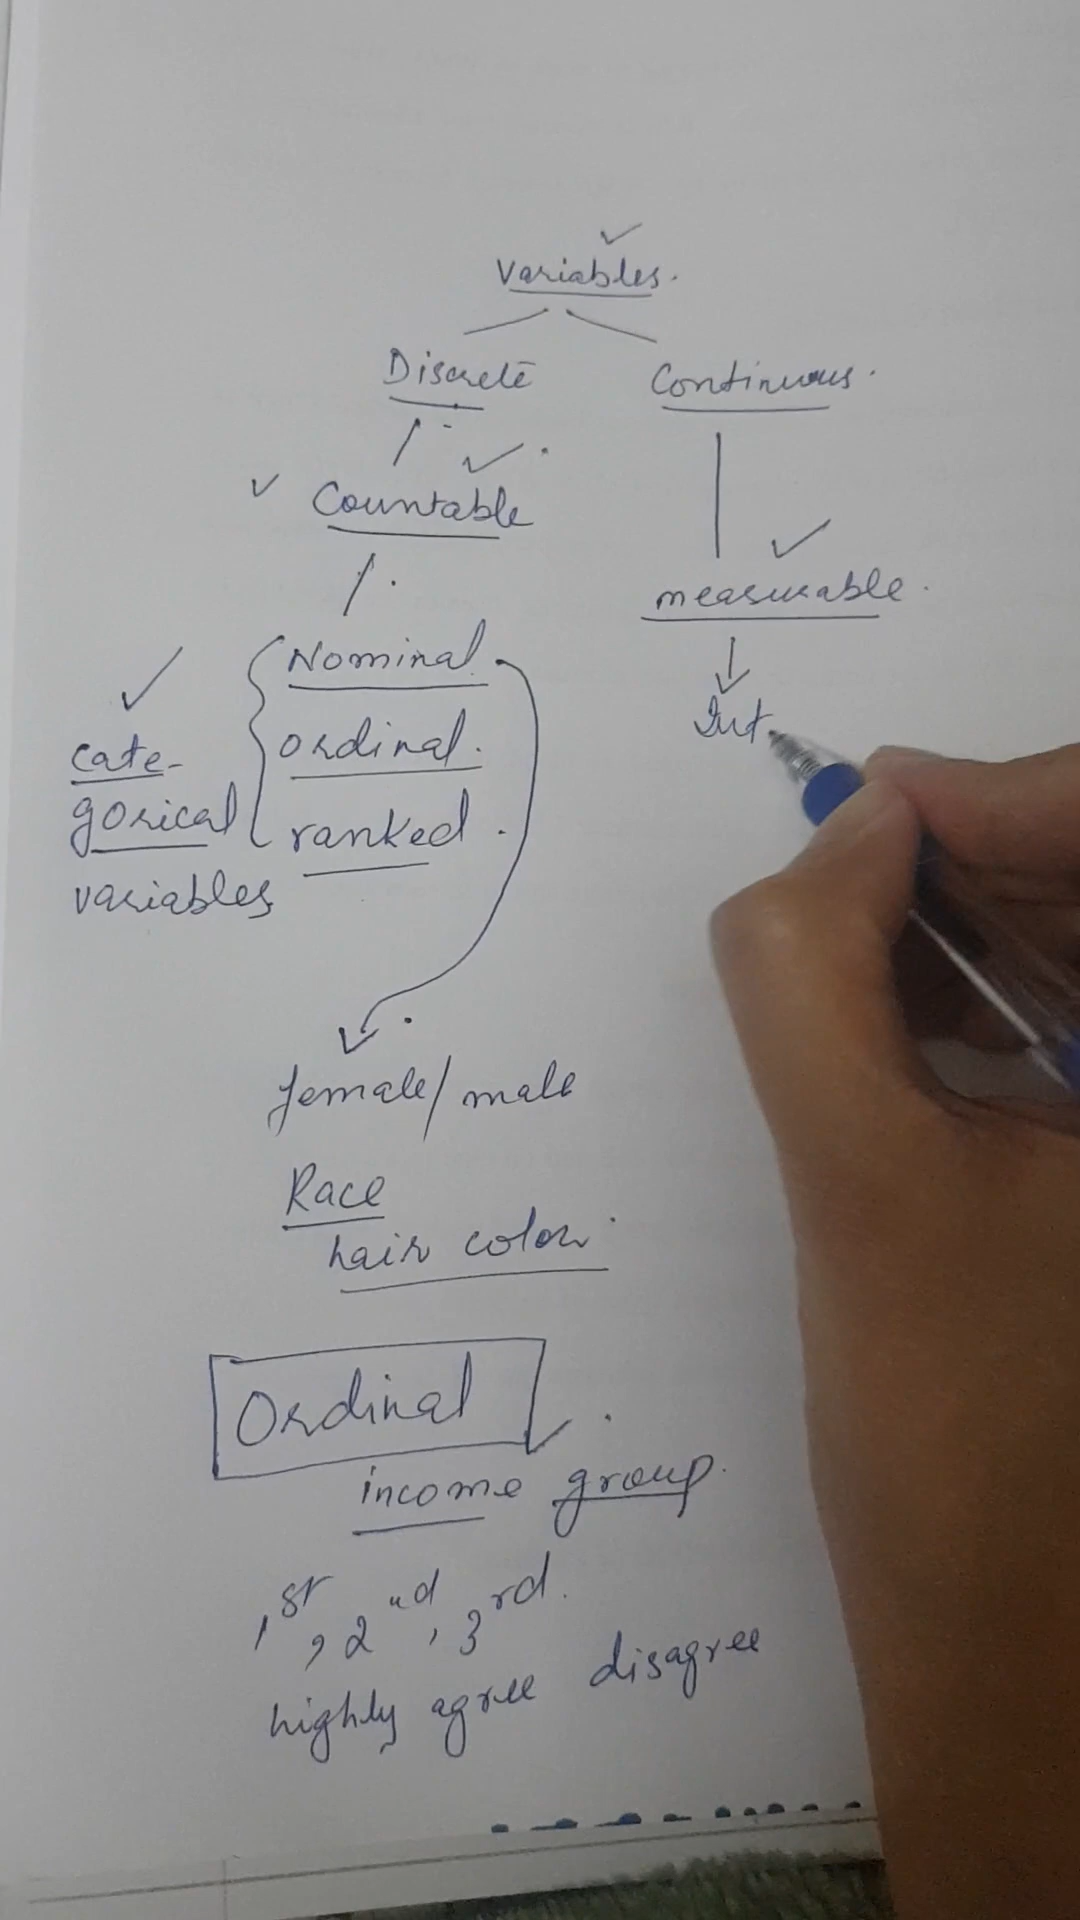 Variables.
Discrete Continuous.
Countable
measurable.
Nominal
ordinal.
ranked.
cate-
gorical
variables
Int
female/male
Race
hair color
Ordinal
income group.
1st, 2nd, 3rd.
highly agree disagree